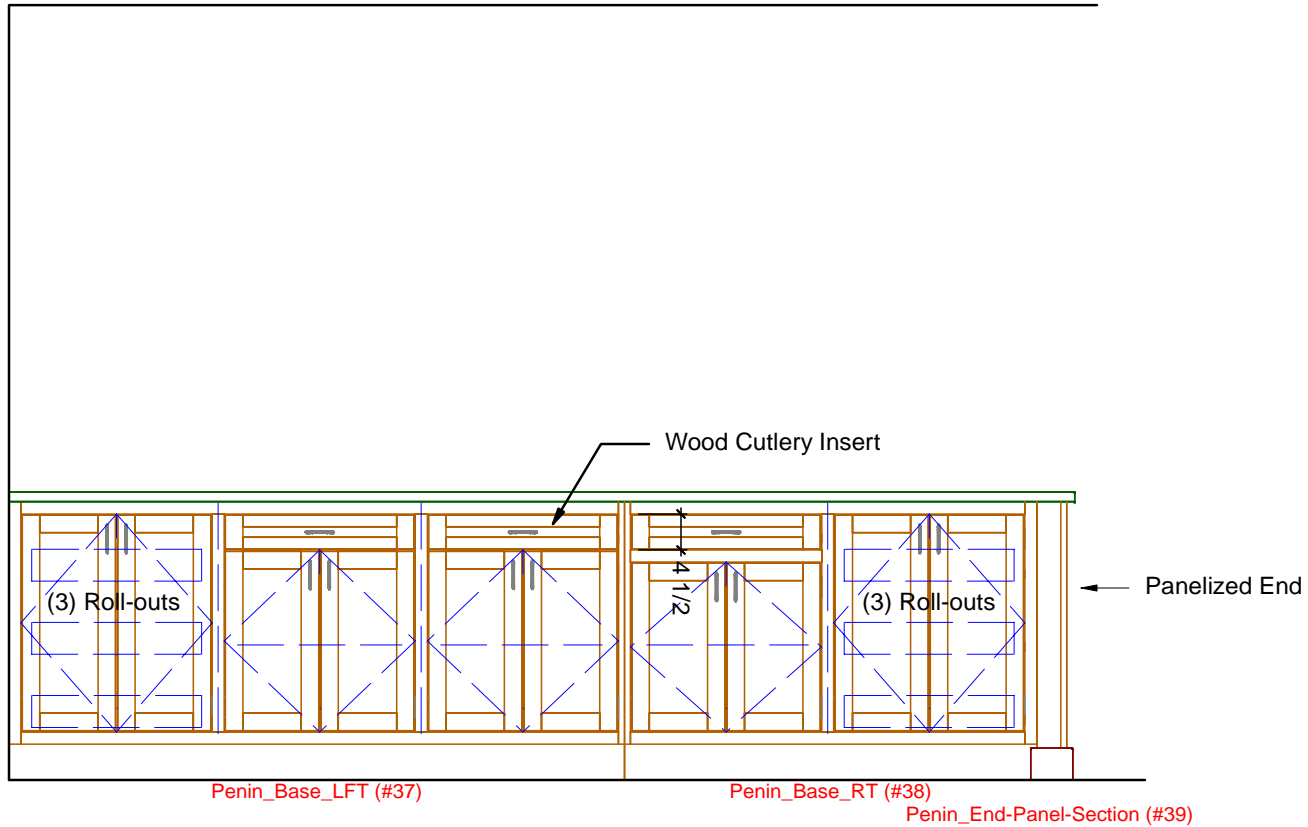 Wood Cutlery Insert
4 1/2
(3) Roll-outs
(3) Roll-outs
Panelized End
Penin_Base_LFT (#37)
Penin_Base_RT (#38)
Penin_End-Panel-Section (#39)